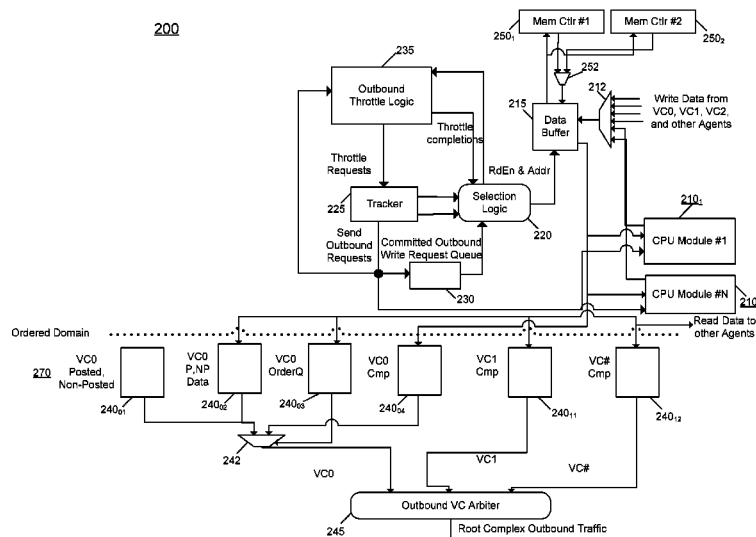 200
Mem Ctlr #1
Mem Ctlr #2
250₁
250₂
235
252
212
Outbound
Throttle Logic
215
Data
Buffer
Write Data from
VC0, VC1, VC2,
and other Agents
Throttle
completions
Throttle
Requests
RdEn & Addr
225
Tracker
Selection
Logic
220
210₁
CPU Module #1
Send
Outbound
Requests
Committed Outbound
Write Request Queue
230
CPU Module #N
210
Read Data to
other Agents
Ordered Domain
270
VC0
Posted,
Non-Posted
VC0
P,NP
Data
VC0
OrderQ
VC0
Cmp
VC1
Cmp
VC#
Cmp
240₀₁
240₀₂
240₀₃
240₀₄
240₁₁
240₁₂
242
VC0
VC1
VC#
Outbound VC Arbiter
245
Root Complex Outbound Traffic